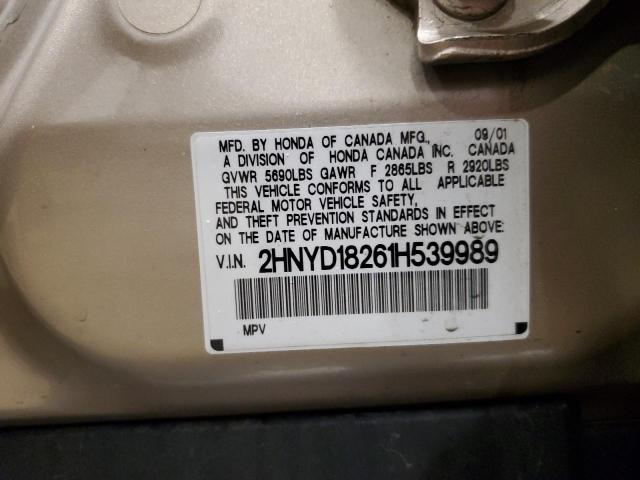 MFD. BY HONDA OF CANADA MFG., 09/01
A DIVISION OF HONDA CANADA INC. CANADA
GVWR 5690LBS GAWR F 2865LBS R 2920LBS
THIS VEHICLE CONFORMS TO ALL APPLICABLE
FEDERAL MOTOR VEHICLE SAFETY,
AND THEFT PREVENTION STANDARDS IN EFFECT
ON THE DATE OF MANUFACTURE SHOWN ABOVE:
V.I.N. 2HNYD18261H539989
MPV